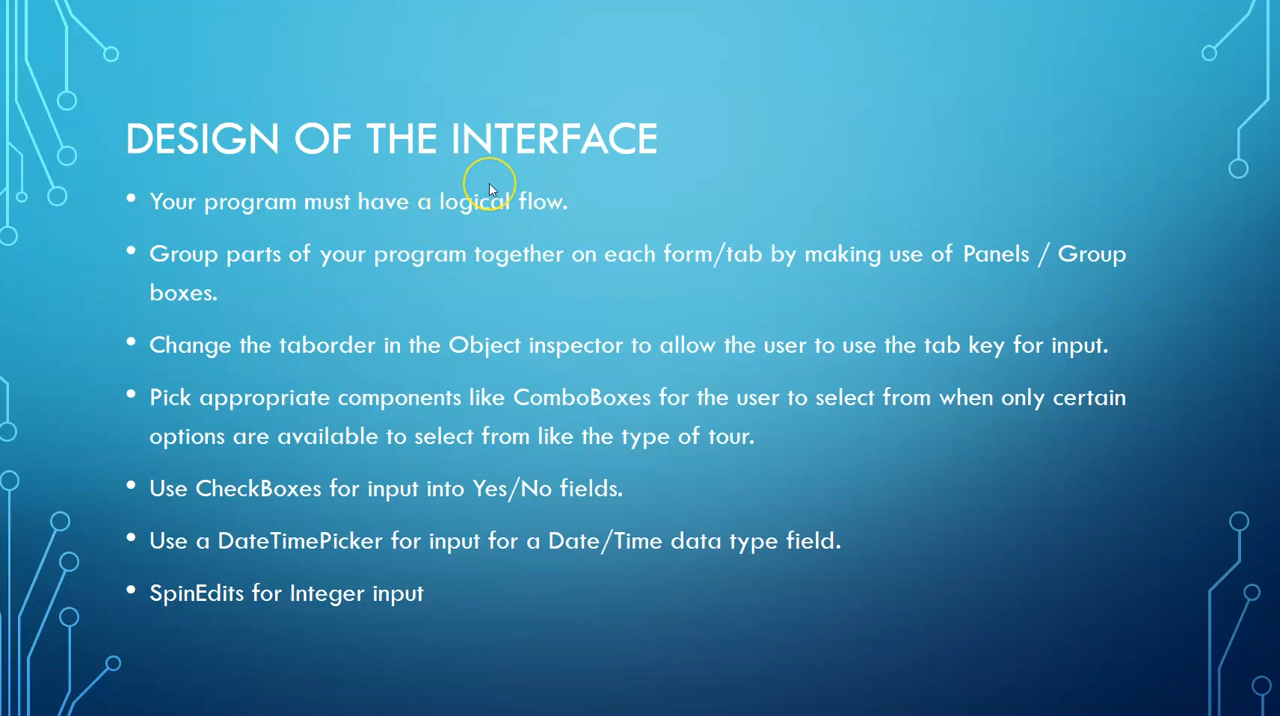 DESIGN OF THE INTERFACE
• Your program must have a logical flow.
• Group parts of your program together on each form/tab by making use of Panels / Group
boxes.
• Change the taborder in the Object inspector to allow the user to use the tab key for input.
• Pick appropriate components like ComboBoxes for the user to select from when only certain
options are available to select from like the type of tour.
• Use CheckBoxes for input into Yes/No fields.
• Use a DateTimePicker for input for a Date/Time data type field.
• SpinEdits for Integer input